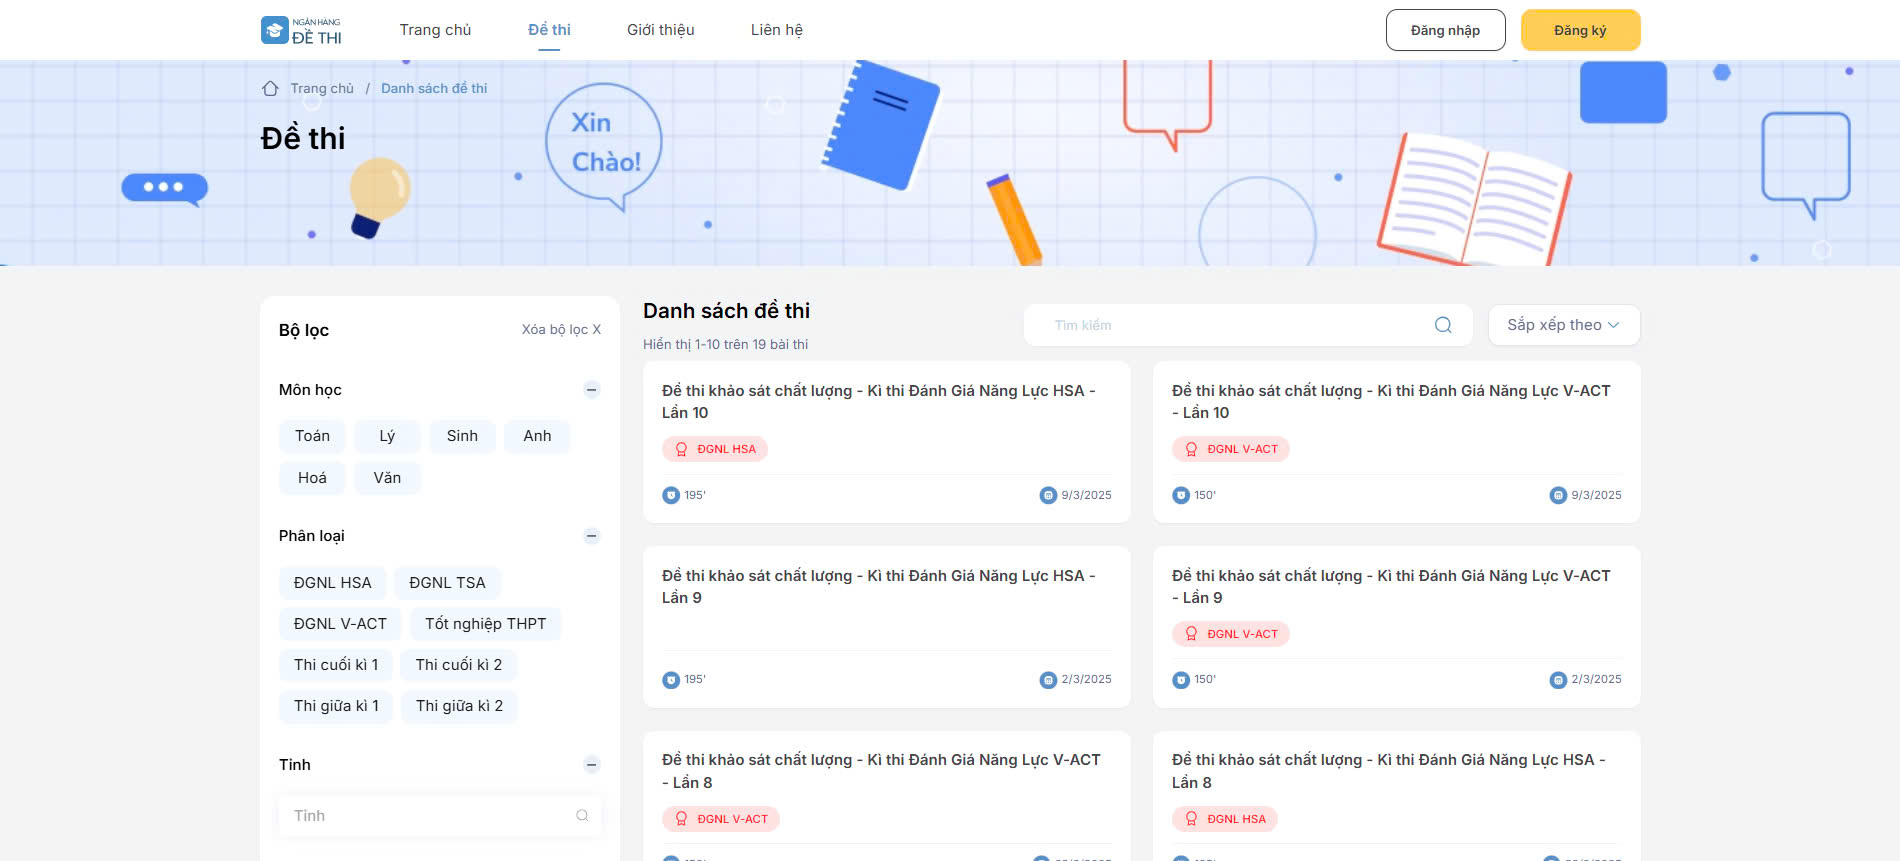 NGÂN HÀNG
ĐỀ THI
Trang chủ
Đề thi
Giới thiệu
Liên hệ
Đăng nhập
Đăng ký
Trang chủ / Danh sách đề thi
Đề thi
Xin
Chào!
Bộ lọc
Xóa bộ lọc X
Môn học
Toán
Lý
Sinh
Anh
Hoá
Văn
Phân loại
ĐGNL HSA
ĐGNL TSA
ĐGNL V-ACT
Tốt nghiệp THPT
Thi cuối kì 1
Thi cuối kì 2
Thi giữa kì 1
Thi giữa kì 2
Tỉnh
Tỉnh
Danh sách đề thi
Hiển thị 1-10 trên 19 bài thi
Tìm kiếm
Sắp xếp theo
Đề thi khảo sát chất lượng - Kì thi Đánh Giá Năng Lực HSA -
Lần 10
ĐGNL HSA
195'
9/3/2025
Đề thi khảo sát chất lượng - Kì thi Đánh Giá Năng Lực V-ACT
- Lần 10
ĐGNL V-ACT
150'
9/3/2025
Đề thi khảo sát chất lượng - Kì thi Đánh Giá Năng Lực HSA -
Lần 9
195'
2/3/2025
Đề thi khảo sát chất lượng - Kì thi Đánh Giá Năng Lực V-ACT
- Lần 9
ĐGNL V-ACT
150'
2/3/2025
Đề thi khảo sát chất lượng - Kì thi Đánh Giá Năng Lực V-ACT
- Lần 8
ĐGNL V-ACT
Đề thi khảo sát chất lượng - Kì thi Đánh Giá Năng Lực HSA -
Lần 8
ĐGNL HSA